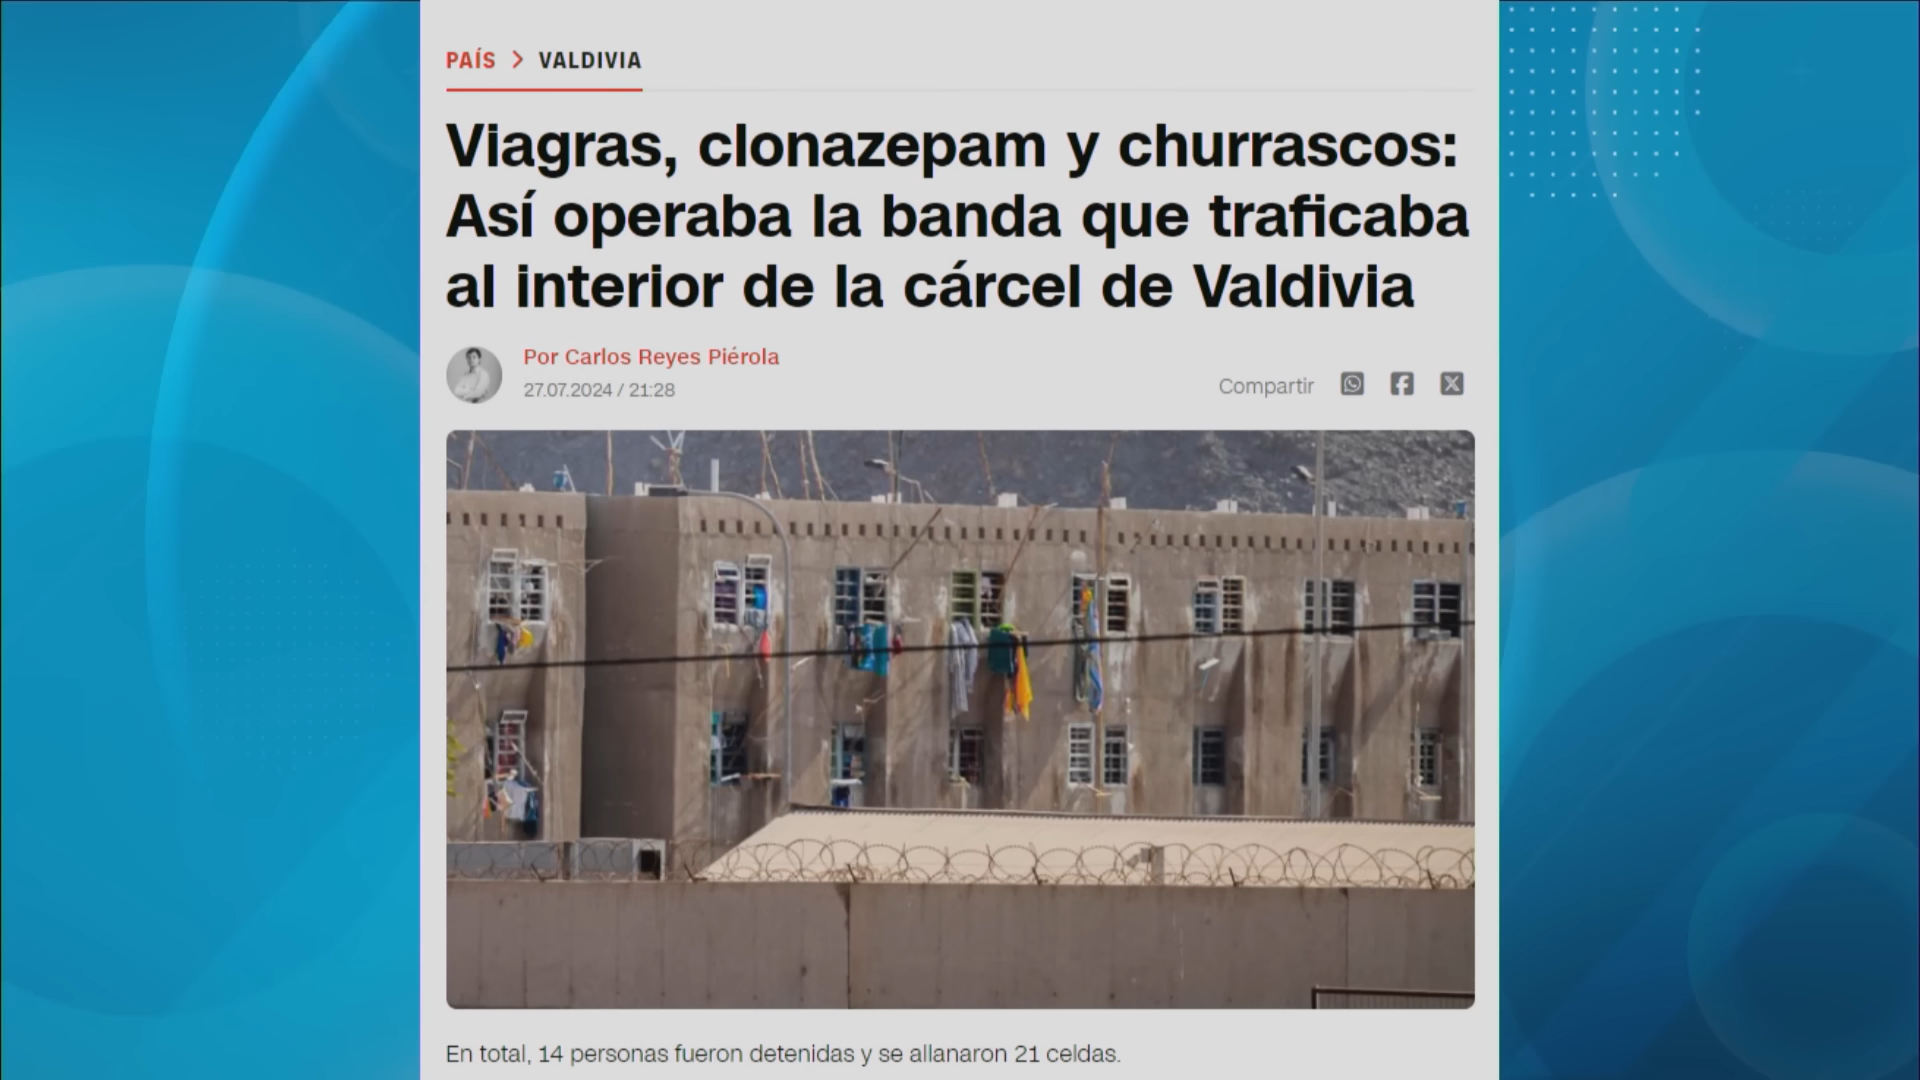 PAÍS > VALDIVIA
Viagras, clonazepam y churrascos:
Así operaba la banda que traficaba
al interior de la cárcel de Valdivia
Por Carlos Reyes Piérola
27.07.2024 / 21:28
Compartir
En total, 14 personas fueron detenidas y se allanaron 21 celdas.